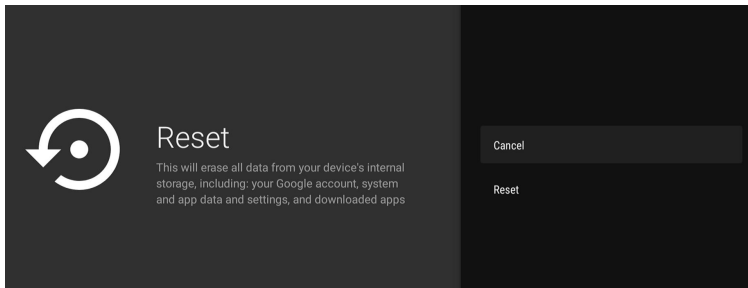 Reset
This will erase all data from your device's internal
storage, including: your Google account, system
and app data and settings, and downloaded apps
Cancel
Reset